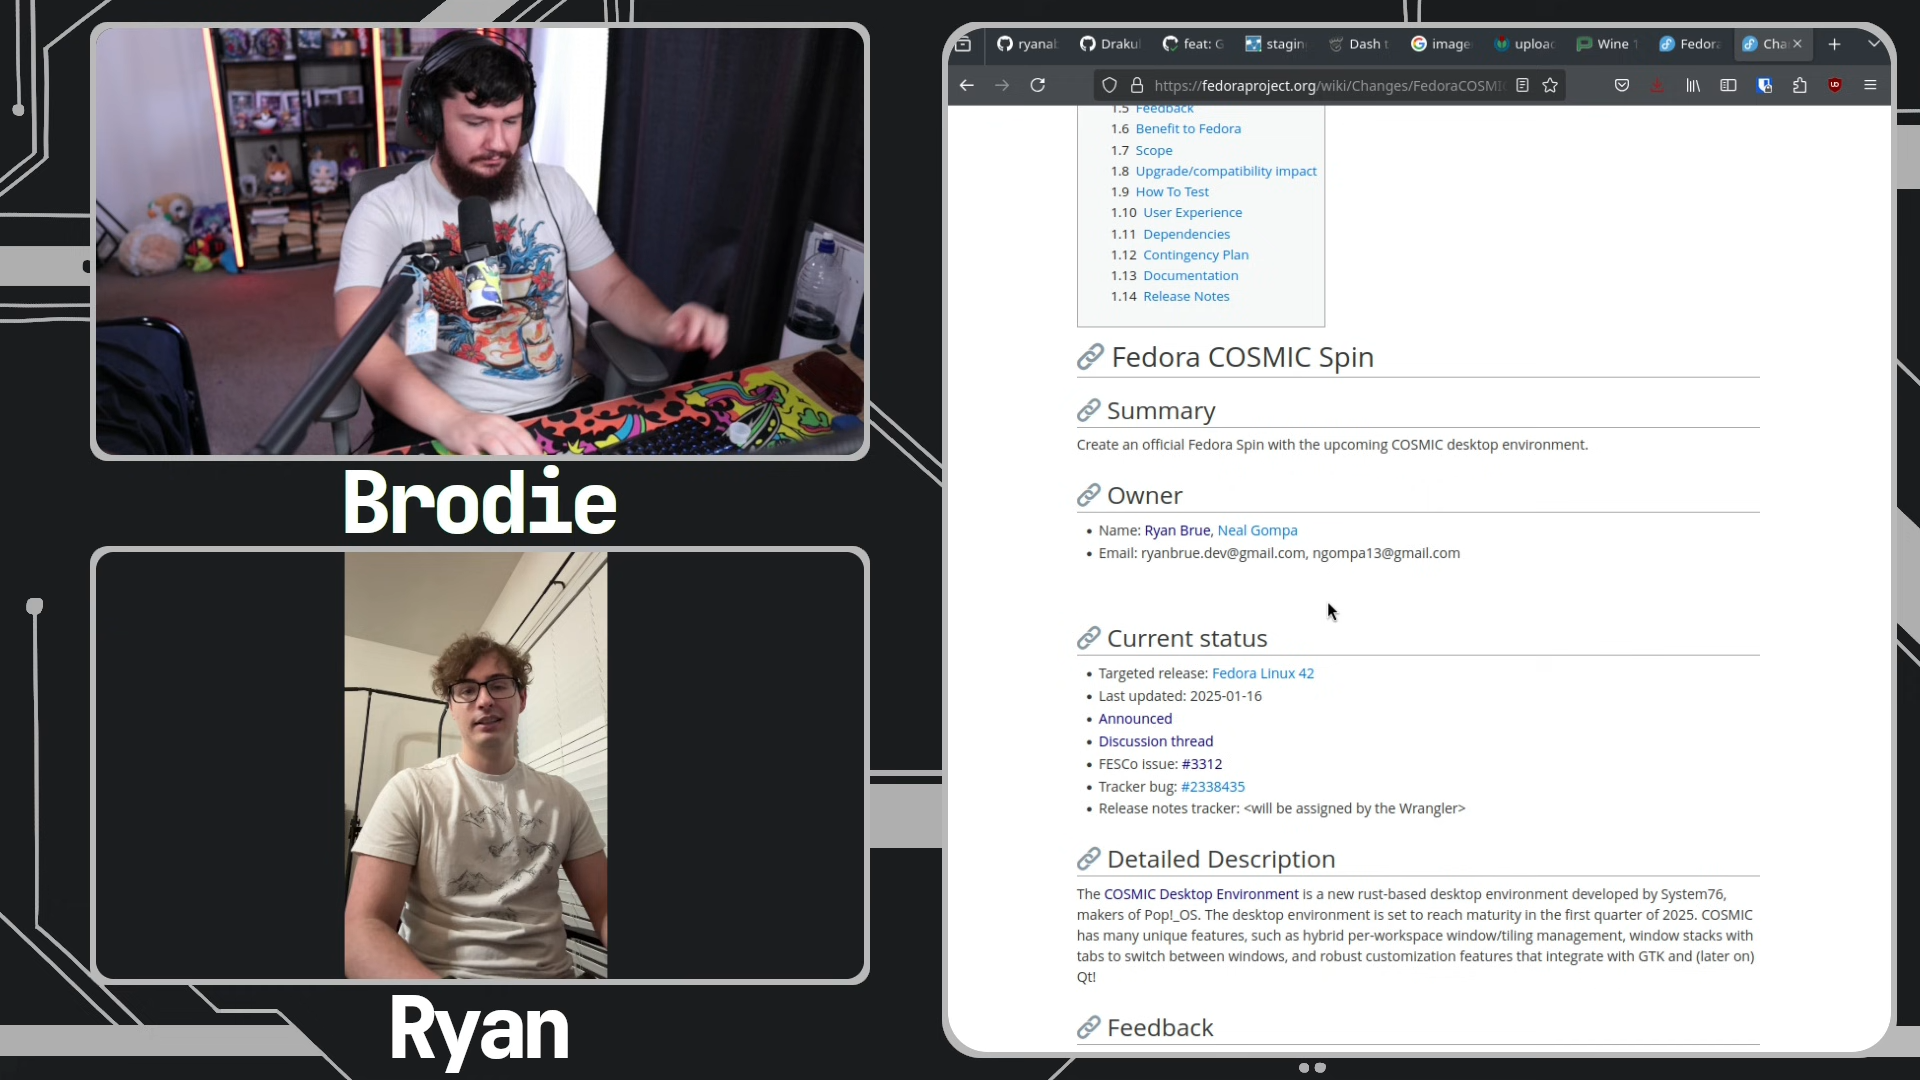 ryanab
Drakul
feat: G
staging
Dash t
image
upload
Wine 1
Fedora
Cha
https://fedoraproject.org/wiki/Changes/FedoraCOSMIC
1.5 Feedback
1.6 Benefit to Fedora
1.7 Scope
1.8 Upgrade/compatibility impact
1.9 How To Test
1.10 User Experience
1.11 Dependencies
1.12 Contingency Plan
1.13 Documentation
1.14 Release Notes
Fedora COSMIC Spin
Summary
Create an official Fedora Spin with the upcoming COSMIC desktop environment.
Owner
• Name: Ryan Brue, Neal Gompa
• Email: ryanbrue.dev@gmail.com, ngompa13@gmail.com
Current status
• Targeted release: Fedora Linux 42
• Last updated: 2025-01-16
• Announced
• Discussion thread
• FESCo issue: #3312
• Tracker bug: #2338435
• Release notes tracker: <will be assigned by the Wrangler>
Detailed Description
The COSMIC Desktop Environment is a new rust-based desktop environment developed by System76,
makers of Pop!_OS. The desktop environment is set to reach maturity in the first quarter of 2025. COSMIC
has many unique features, such as hybrid per-workspace window/tiling management, window stacks with
tabs to switch between windows, and robust customization features that integrate with GTK and (later on)
Qt!
Feedback
Brodie
Ryan